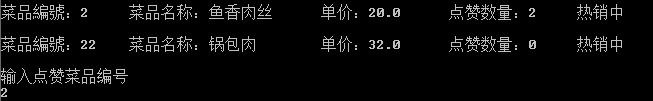 菜品编號：2 菜品名称：鱼香肉丝 单价：20.0 点赞数量：2 热销中
菜品编號：22 菜品名称：锅包肉 单价：32.0 点赞数量：0 热销中
输入点赞菜品编号
2